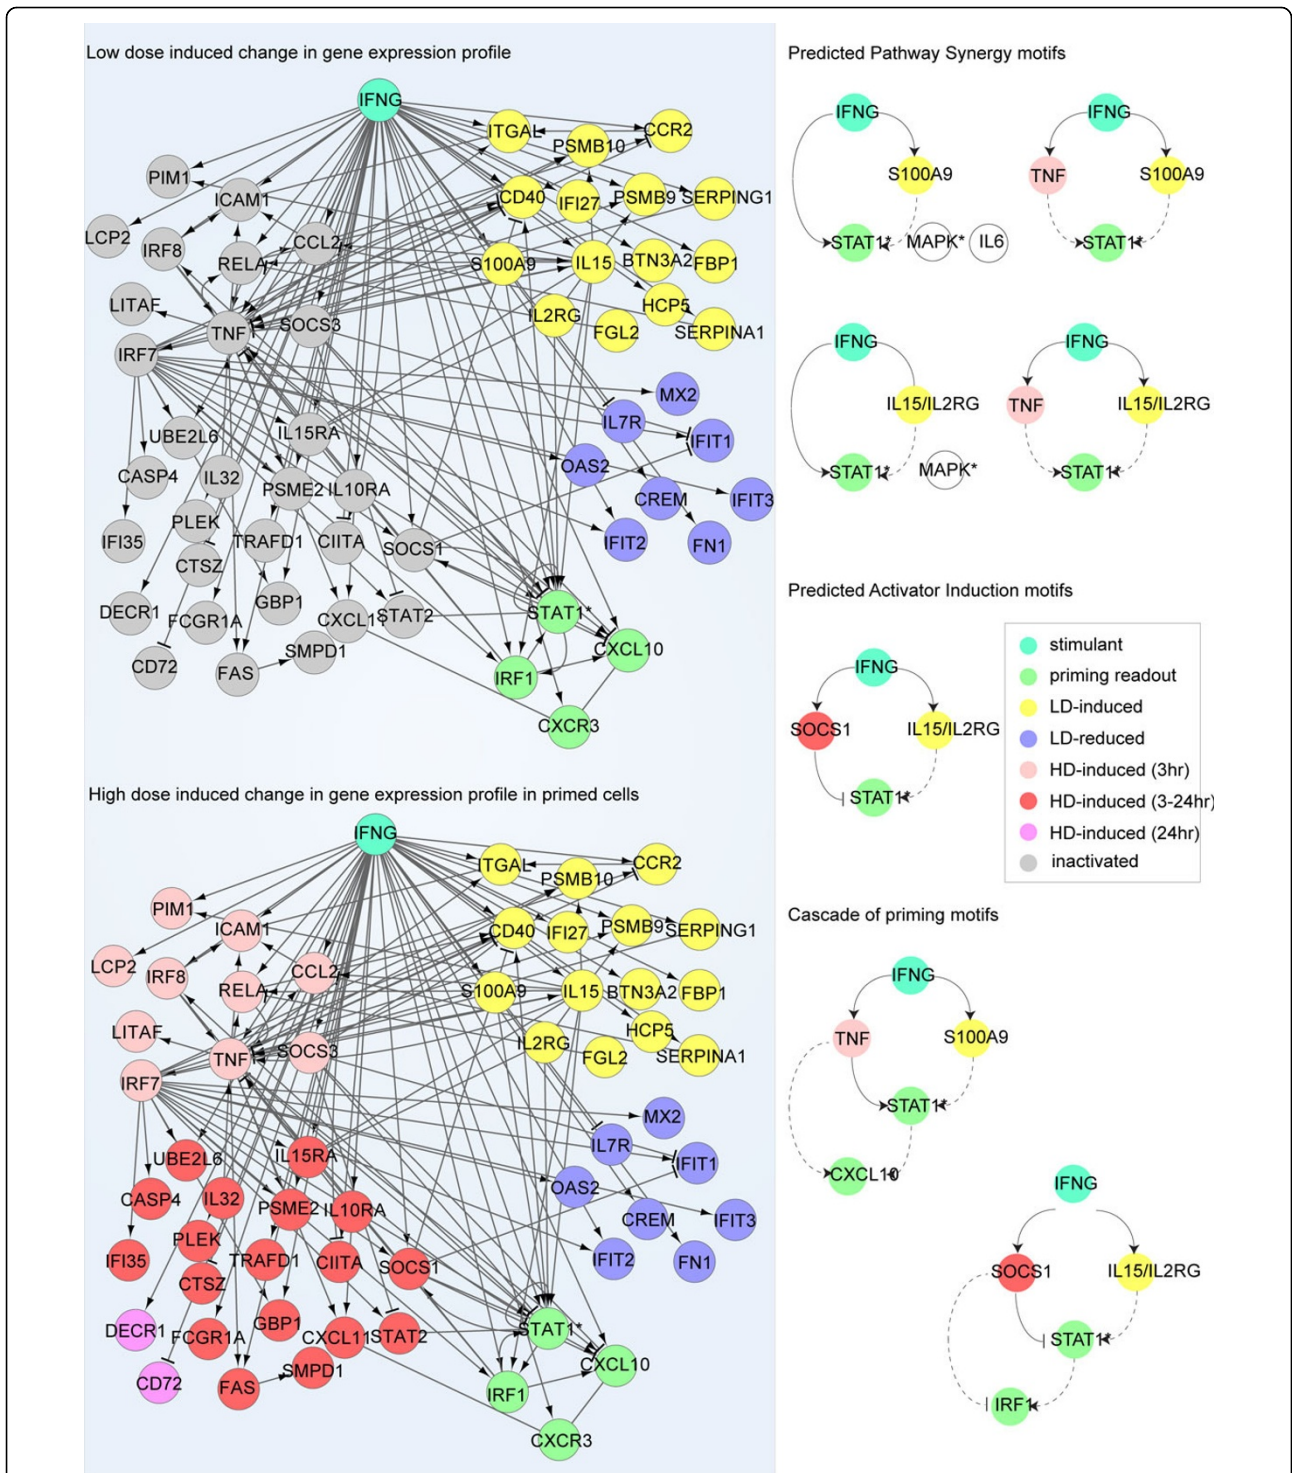 Low dose induced change in gene expression profile
IFNG
ITGAL
CCR2
PSMB10
PIM1
ICAM1
CD40
IFI27
PSMB9
SERPING1
LCP2
IRF8
CCL2
RELA
S100A9
IL15
BTN3A2
FBP1
LITAF
SOCS3
IL2RG
HCP5
TNF
FGL2
SERPINA1
IRF7
MX2
IL7R
UBE2L6
IL15RA
IFIT1
CASP4
IL32
PSME2
IL10RA
OAS2
CREM
IFIT3
PLEK
IFI35
TRAFD1
CIITA
SOCS1
IFIT2
FN1
CTSZ
DECR1
FCGR1A
GBP1
CXCL11
STAT2
STAT1*
CD72
FAS
SMPD1
CXCL10
IRF1
CXCR3
High dose induced change in gene expression profile in primed cells
IFNG
ITGAL
CCR2
PSMB10
PIM1
ICAM1
CD40
IFI27
PSMB9
SERPING1
LCP2
IRF8
CCL2
RELA
S100A9
IL15
BTN3A2
FBP1
LITAF
SOCS3
IL2RG
HCP5
TNF
FGL2
SERPINA1
IRF7
MX2
IL7R
UBE2L6
IL15RA
IFIT1
CASP4
IL32
PSME2
IL10RA
OAS2
CREM
IFIT3
PLEK
IFI35
TRAFD1
CIITA
SOCS1
IFIT2
FN1
CTSZ
DECR1
FCGR1A
GBP1
CXCL11
STAT2
STAT1*
CD72
FAS
SMPD1
CXCL10
IRF1
CXCR3
Predicted Pathway Synergy motifs
IFNG
S100A9
STAT1*
MAPK*
IL6
IFNG
TNF
S100A9
STAT1*
IFNG
IL15/IL2RG
STAT1*
MAPK*
IFNG
TNF
IL15/IL2RG
STAT1*
Predicted Activator Induction motifs
IFNG
SOCS1
IL15/IL2RG
STAT1*
stimulant
priming readout
LD-induced
LD-reduced
HD-induced (3hr)
HD-induced (3-24hr)
HD-induced (24hr)
inactivated
Cascade of priming motifs
IFNG
TNF
S100A9
STAT1*
CXCL10
IFNG
SOCS1
IL15/IL2RG
STAT1*
IRF1